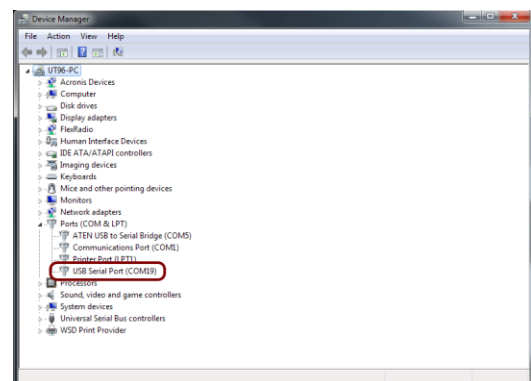 Device Manager
File Action View Help
UT96-PC
Acronis Devices
Computer
Disk drives
Display adapters
FlexRadio
Human Interface Devices
IDE ATA/ATAPI controllers
Imaging devices
Keyboards
Mice and other pointing devices
Monitors
Network adapters
Ports (COM & LPT)
ATEN USB to Serial Bridge (COM5)
Communications Port (COM1)
Printer Port (LPT1)
USB Serial Port (COM19)
Processors
Sound, video and game controllers
System devices
Universal Serial Bus controllers
WSD Print Provider